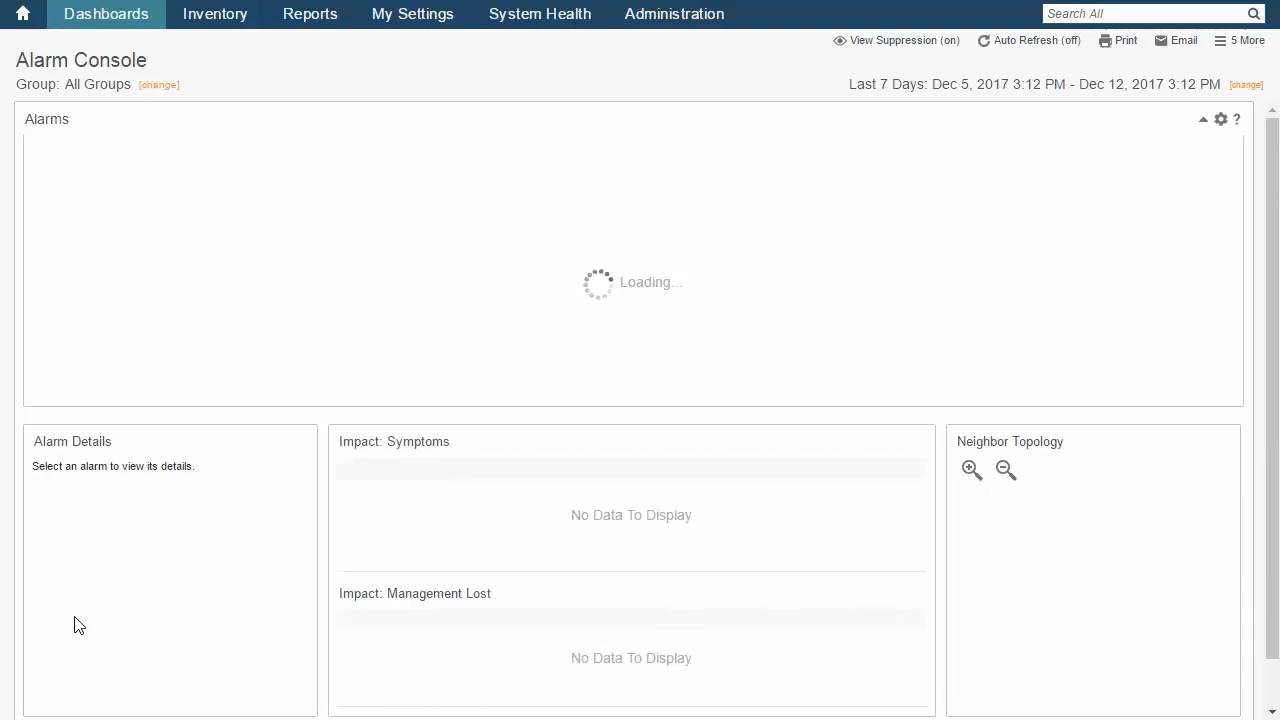 Dashboards Inventory Reports My Settings System Health Administration Search All
View Suppression (on) Auto Refresh (off) Print Email 5 More
Alarm Console
Group: All Groups [change] Last 7 Days: Dec 5, 2017 3:12 PM - Dec 12, 2017 3:12 PM [change]
Alarms ?
Loading...
Alarm Details Impact: Symptoms Neighbor Topology
Select an alarm to view its details.
No Data To Display
Impact: Management Lost
No Data To Display